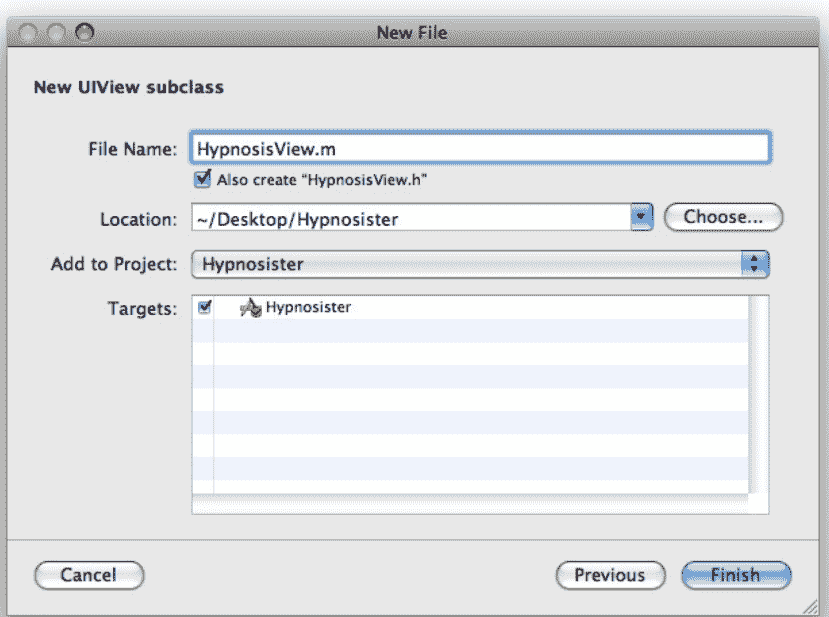 New File
New UIView subclass
File Name: HypnosisView.m
Also create "HypnosisView.h"
Location: ~/Desktop/Hypnosister Choose...
Add to Project: Hypnosister
Targets: Hypnosister
Cancel Previous Finish